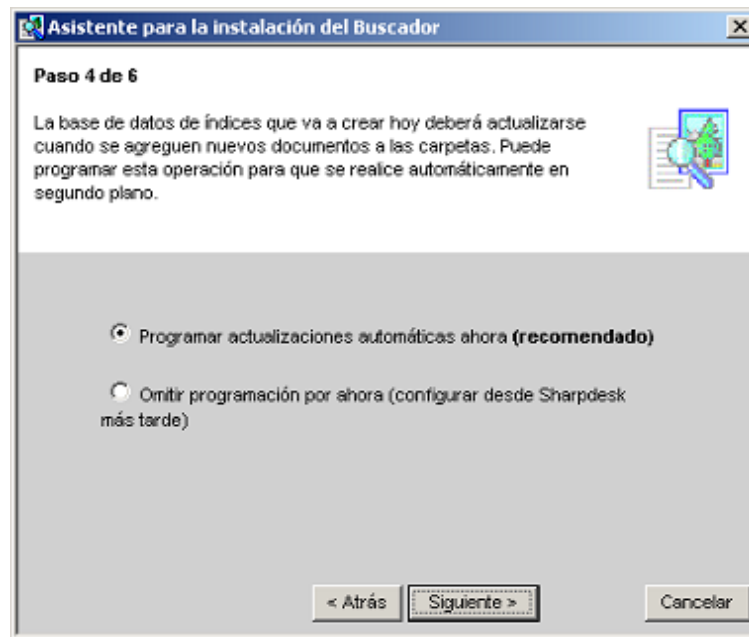 Asistente para la instalación del Buscador
Paso 4 de 6
La base de datos de índices que va a crear hoy deberá actualizarse
cuando se agreguen nuevos documentos a las carpetas. Puede
programar esta operación para que se realice automáticamente en
segundo plano.
Programar actualizaciones automáticas ahora (recomendado)
Omitir programación por ahora (configurar desde Sharpdesk
más tarde)
< Atrás Siguiente > Cancelar